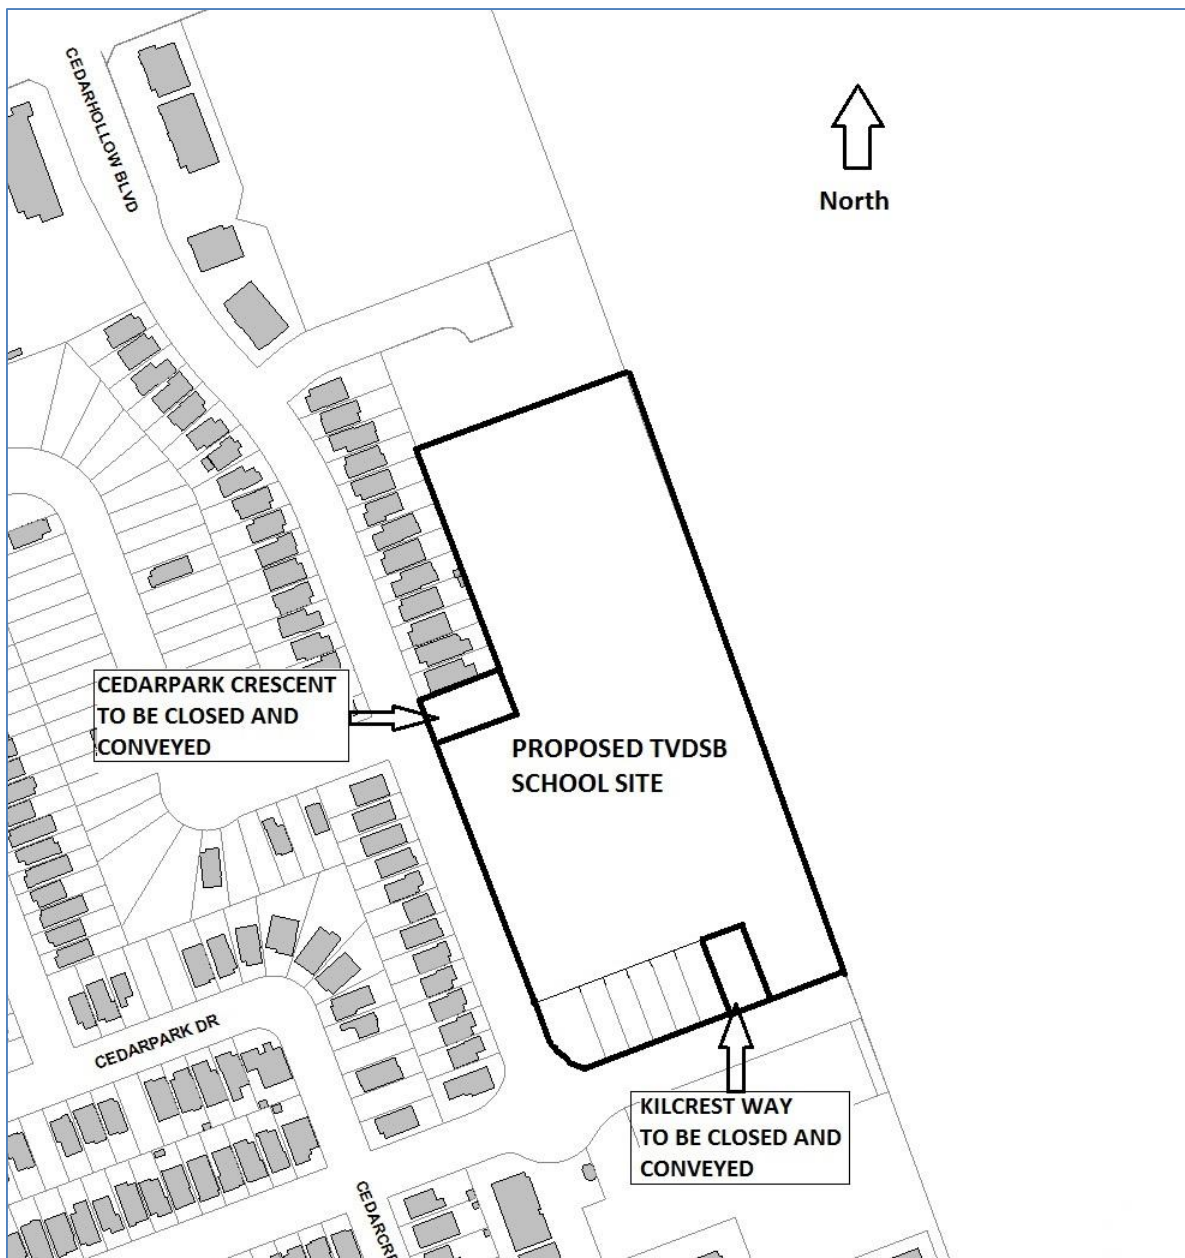 CEDARHOLLOW BLVD
North
CEDARPARK CRESCENT
TO BE CLOSED AND
CONVEYED
PROPOSED TVDSB
SCHOOL SITE
CEDARPARK DR
KILCREST WAY
TO BE CLOSED AND
CONVEYED